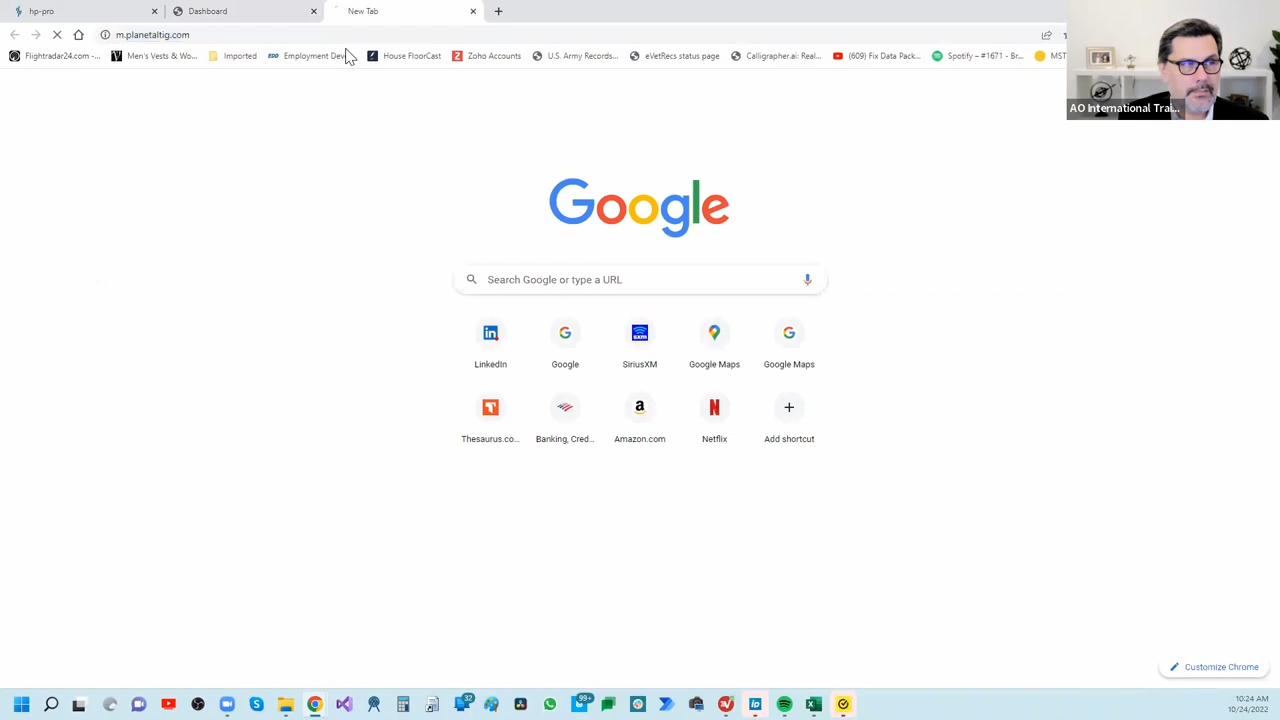 hp-pro
Dashboard
New Tab
m.planetaltig.com
Flightradar24.com -...
Men's Vests & Wo...
Imported
EDD Employment Dev
House FloorCast
Zoho Accounts
U.S. Army Records...
eVetRecs status page
Calligrapher.ai: Real...
(609) Fix Data Pack...
Spotify – #1671 - Br...
MST
AO International Trai...
Google
Search Google or type a URL
LinkedIn
Google
SiriusXM
Google Maps
Google Maps
Thesaurus.co...
Banking, Cred...
Amazon.com
Netflix
Add shortcut
Customize Chrome
32
99+
10:24 AM
10/24/2022